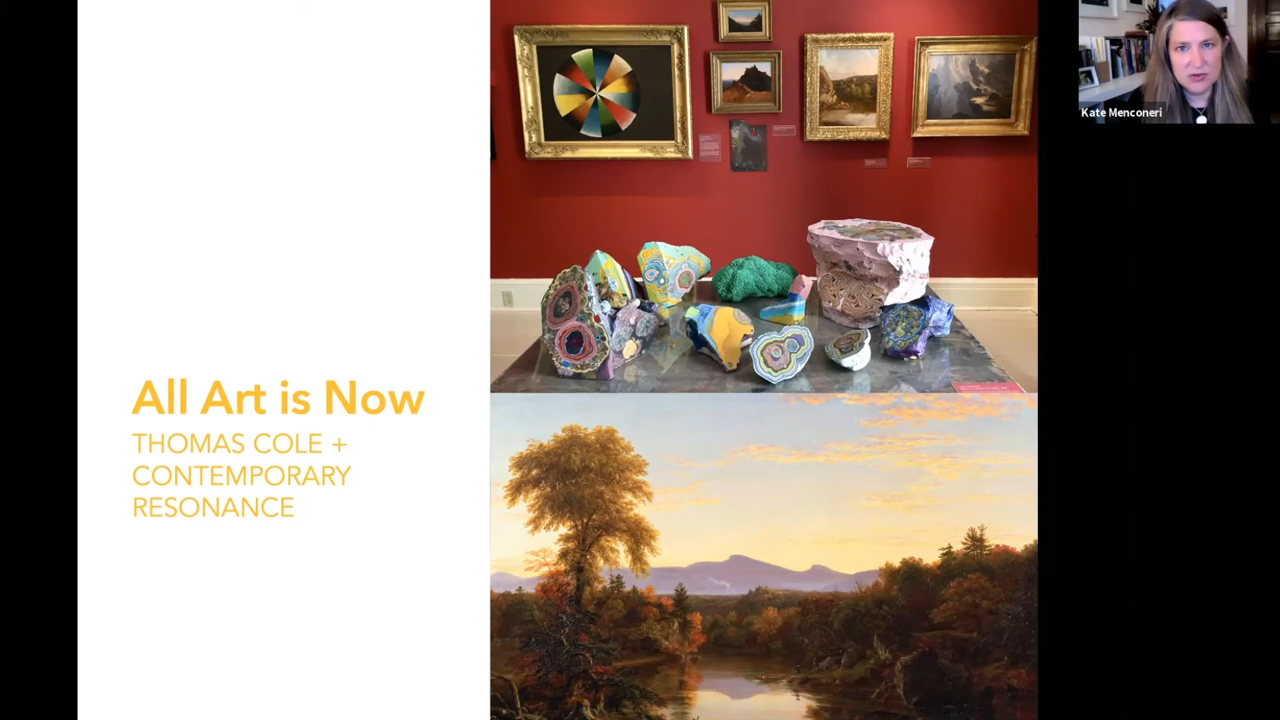 All Art is Now
THOMAS COLE +
CONTEMPORARY
RESONANCE
Kate Menconeri